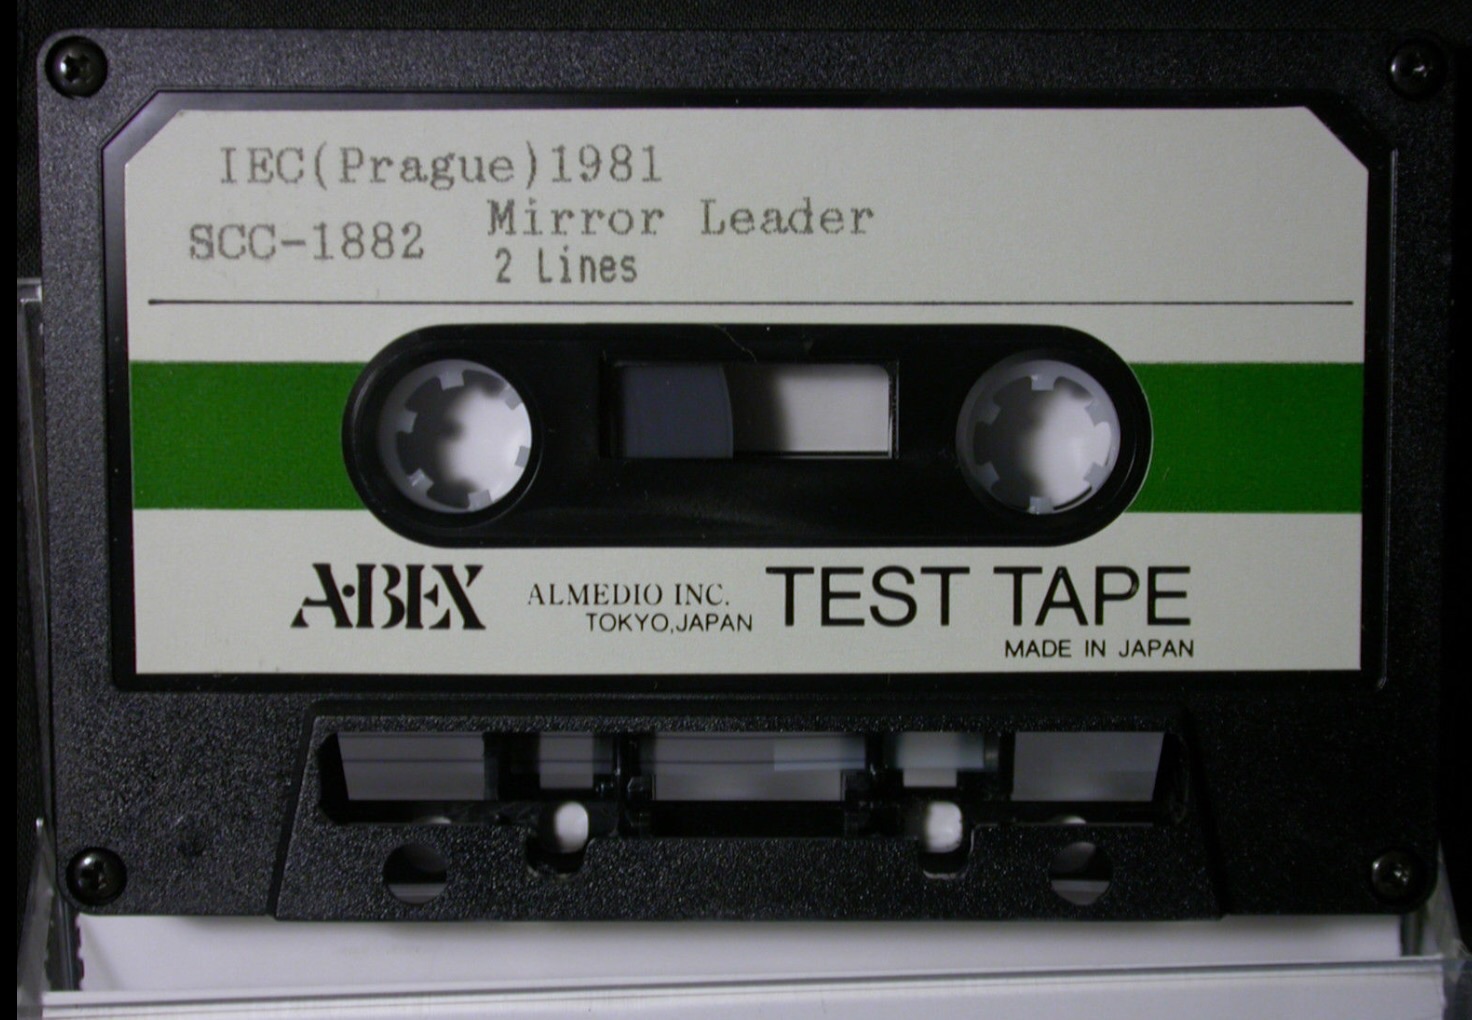 IEC(Prague)1981
SCC-1882 Mirror Leader
2 Lines
A·BEX ALMEDIO INC. TEST TAPE
TOKYO,JAPAN
MADE IN JAPAN